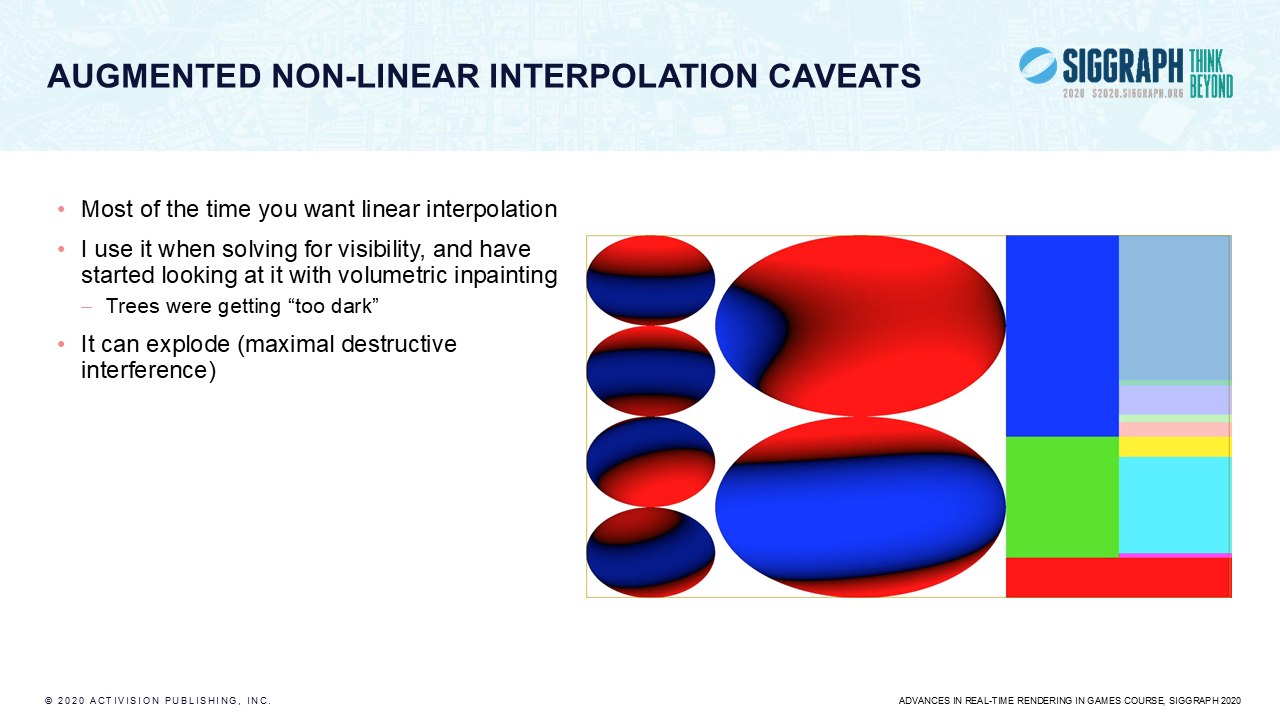 AUGMENTED NON-LINEAR INTERPOLATION CAVEATS
SIGGRAPH
THINK
BEYOND
2020 S2020.SIGGRAPH.ORG
• Most of the time you want linear interpolation
• I use it when solving for visibility, and have
started looking at it with volumetric inpainting
– Trees were getting “too dark”
• It can explode (maximal destructive
interference)
© 2020 ACTIVISION PUBLISHING, INC.
ADVANCES IN REAL-TIME RENDERING IN GAMES COURSE, SIGGRAPH 2020